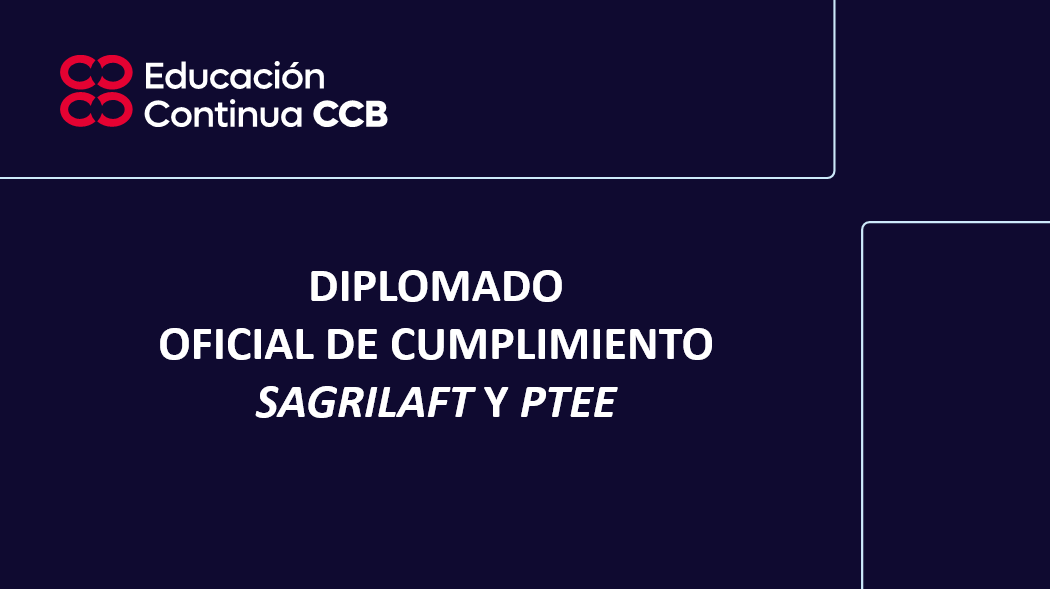 Educación
Continua CCB
DIPLOMADO
OFICIAL DE CUMPLIMIENTO
SAGRILAFT Y PTEE